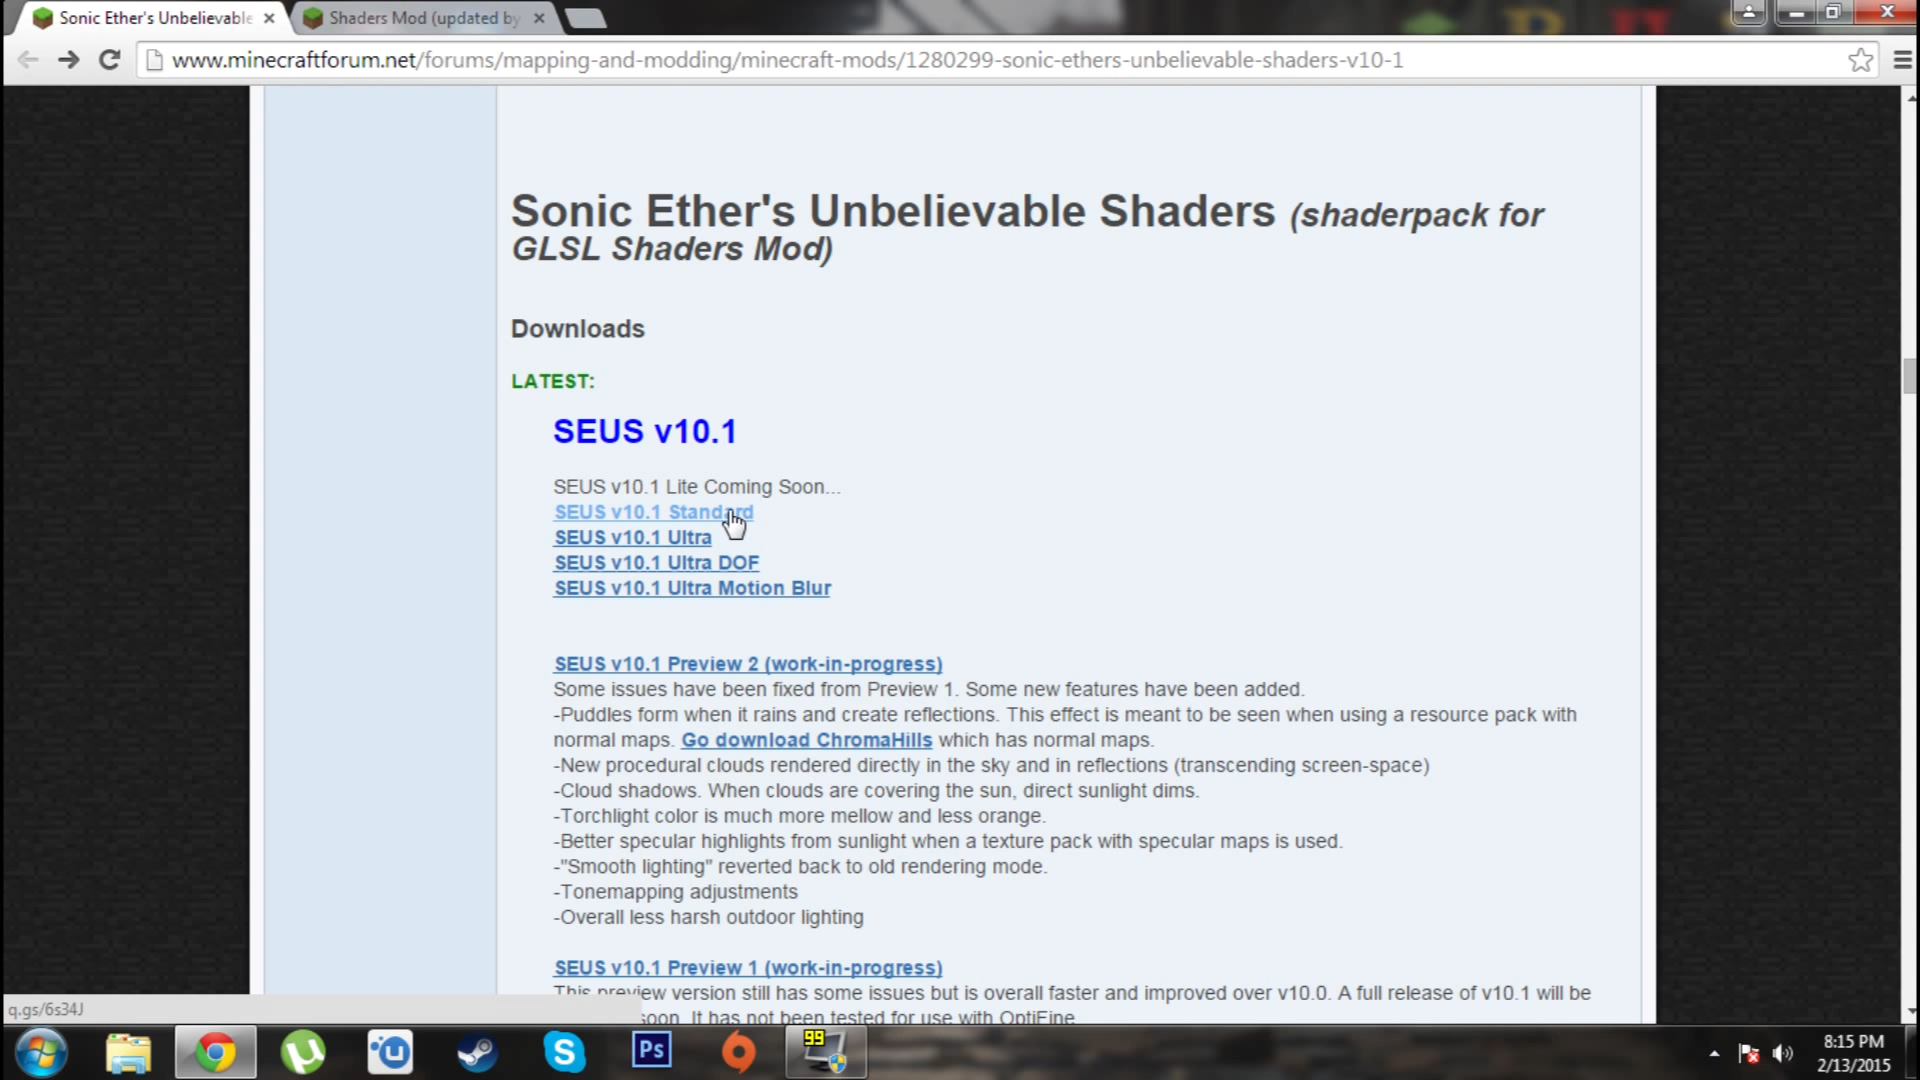 Sonic Ether's Unbelievable
Shaders Mod (updated by
www.minecraftforum.net/forums/mapping-and-modding/minecraft-mods/1280299-sonic-ethers-unbelievable-shaders-v10-1
Sonic Ether's Unbelievable Shaders (shaderpack for
GLSL Shaders Mod)
Downloads
LATEST:
SEUS v10.1
SEUS v10.1 Lite Coming Soon...
SEUS v10.1 Standard
SEUS v10.1 Ultra
SEUS v10.1 Ultra DOF
SEUS v10.1 Ultra Motion Blur
SEUS v10.1 Preview 2 (work-in-progress)
Some issues have been fixed from Preview 1. Some new features have been added.
-Puddles form when it rains and create reflections. This effect is meant to be seen when using a resource pack with
normal maps. Go download ChromaHills which has normal maps.
-New procedural clouds rendered directly in the sky and in reflections (transcending screen-space)
-Cloud shadows. When clouds are covering the sun, direct sunlight dims.
-Torchlight color is much more mellow and less orange.
-Better specular highlights from sunlight when a texture pack with specular maps is used.
-"Smooth lighting" reverted back to old rendering mode.
-Tonemapping adjustments
-Overall less harsh outdoor lighting
SEUS v10.1 Preview 1 (work-in-progress)
This preview version still has some issues but is overall faster and improved over v10.0. A full release of v10.1 will be
soon. It has not been tested for use with OptiFine
q.gs/6s34J
Ps
99
8:15 PM
2/13/2015